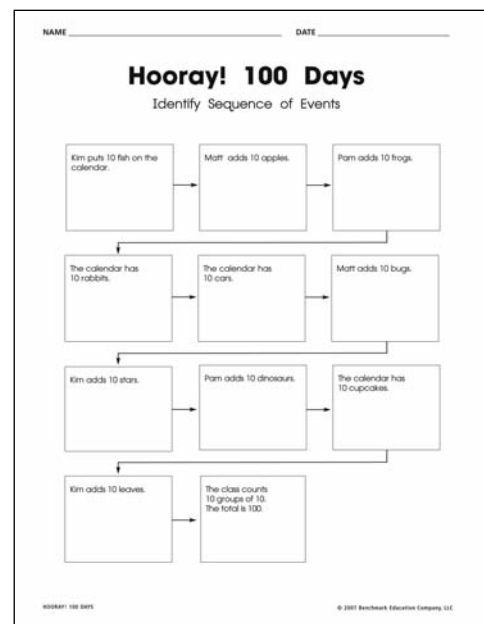 NAME DATE
Hooray! 100 Days
Identify Sequence of Events
Kim puts 10 fish on the
calendar.
Matt adds 10 apples.
Pam adds 10 frogs.
The calendar has
10 rabbits.
The calendar has
10 cars.
Matt adds 10 bugs.
Kim adds 10 stars.
Pam adds 10 dinosaurs.
The calendar has
10 cupcakes.
Kim adds 10 leaves.
The class counts
10 groups of 10.
The total is 100.
HOORAY! 100 DAYS
© 2007 Benchmark Education Company, LLC